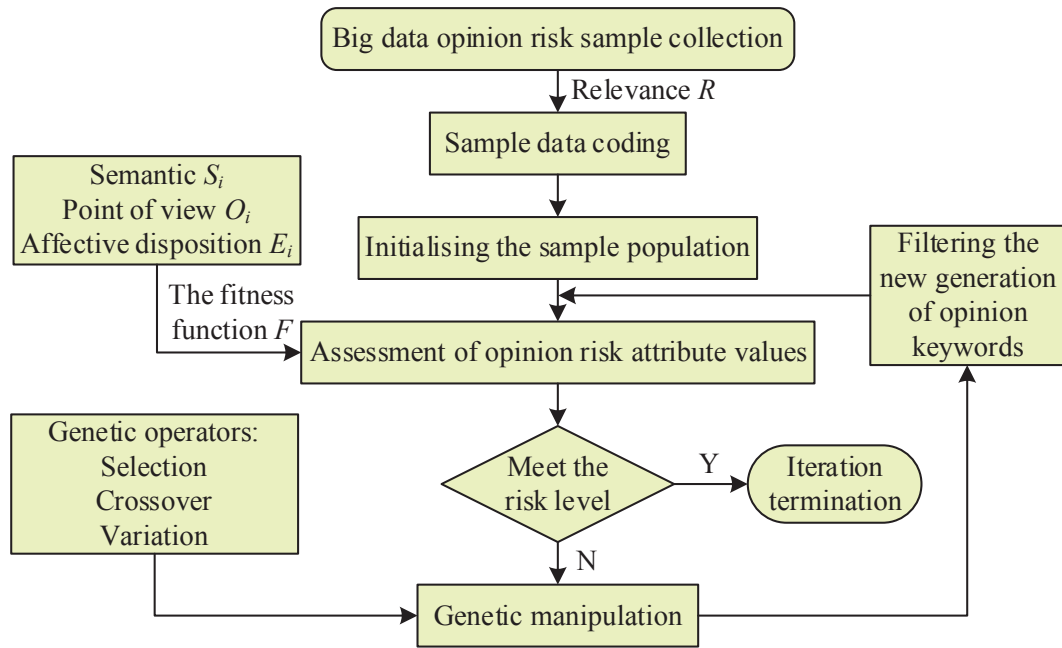 Big data opinion risk sample collection
Relevance R
Sample data coding
Semantic Sᵢ
Point of view Oᵢ
Affective disposition Eᵢ
Initialising the sample population
Filtering the
new generation
of opinion
keywords
The fitness
function F
Assessment of opinion risk attribute values
Genetic operators:
Selection
Crossover
Variation
Meet the
risk level
Y
Iteration
termination
N
Genetic manipulation